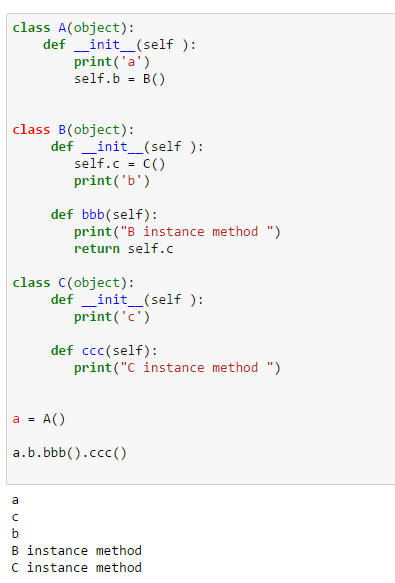 class A(object):
    def __init__(self ):
        print('a')
        self.b = B()
class B(object):
     def __init__(self ):
        self.c = C()
        print('b')
     def bbb(self):
        print("B instance method ")
        return self.c
class C(object):
     def __init__(self ):
        print('c')
     def ccc(self):
        print("C instance method ")
a = A()
a.b.bbb().ccc()
a
c
b
B instance method
C instance method